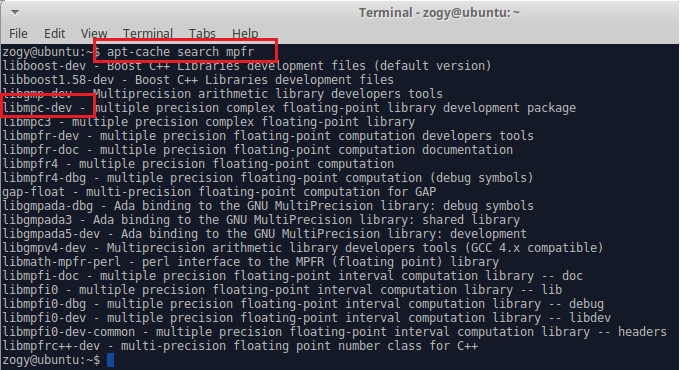 Terminal - zogy@ubuntu: ~
File Edit View Terminal Tabs Help
zogy@ubuntu:~$ apt-cache search mpfr
libboost-dev - Boost C++ Libraries development files (default version)
libboost1.58-dev - Boost C++ Libraries development files
libgmp-dev - Multiprecision arithmetic library developers tools
libmpc-dev - multiple precision complex floating-point library development package
libmpc3 - multiple precision complex floating-point library
libmpfr-dev - multiple precision floating-point computation developers tools
libmpfr-doc - multiple precision floating-point computation documentation
libmpfr4 - multiple precision floating-point computation
libmpfr4-dbg - multiple precision floating-point computation (debug symbols)
gap-float - multi-precision floating-point computation for GAP
libgmpada-dbg - Ada binding to the GNU MultiPrecision library: debug symbols
libgmpada3 - Ada binding to the GNU MultiPrecision library: shared library
libgmpada5-dev - Ada binding to the GNU MultiPrecision library: development
libgmpv4-dev - Multiprecision arithmetic library developers tools (GCC 4.x compatible)
libmath-mpfr-perl - perl interface to the MPFR (floating point) library
libmpfi-doc - multiple precision floating-point interval computation library -- doc
libmpfi0 - multiple precision floating-point interval computation library -- lib
libmpfi0-dbg - multiple precision floating-point interval computation library -- debug
libmpfi0-dev - multiple precision floating-point interval computation library -- libdev
libmpfi0-dev-common - multiple precision floating-point interval computation library -- headers
libmpfrc++-dev - multi-precision floating point number class for C++
zogy@ubuntu:~$